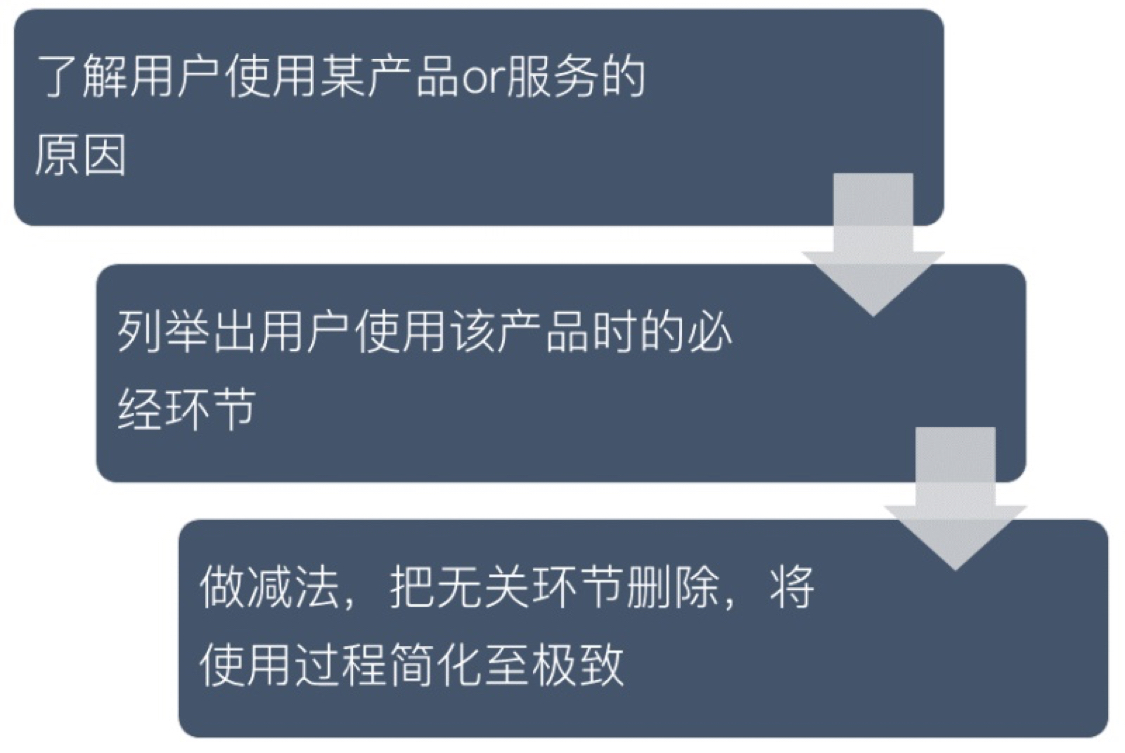 了解用户使用某产品or服务的
原因
列举出用户使用该产品时的必
经环节
做减法，把无关环节删除，将
使用过程简化至极致